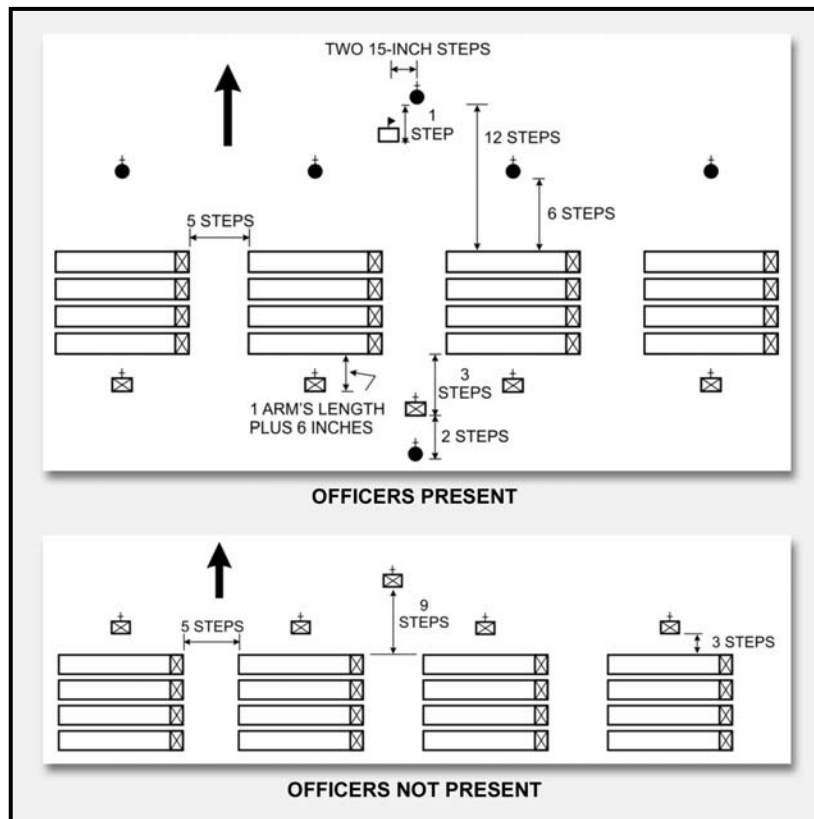 TWO 15-INCH STEPS
1
STEP
12 STEPS
5 STEPS
6 STEPS
3
STEPS
1 ARM'S LENGTH
PLUS 6 INCHES
2 STEPS
OFFICERS PRESENT
5 STEPS
9
STEPS
3 STEPS
OFFICERS NOT PRESENT